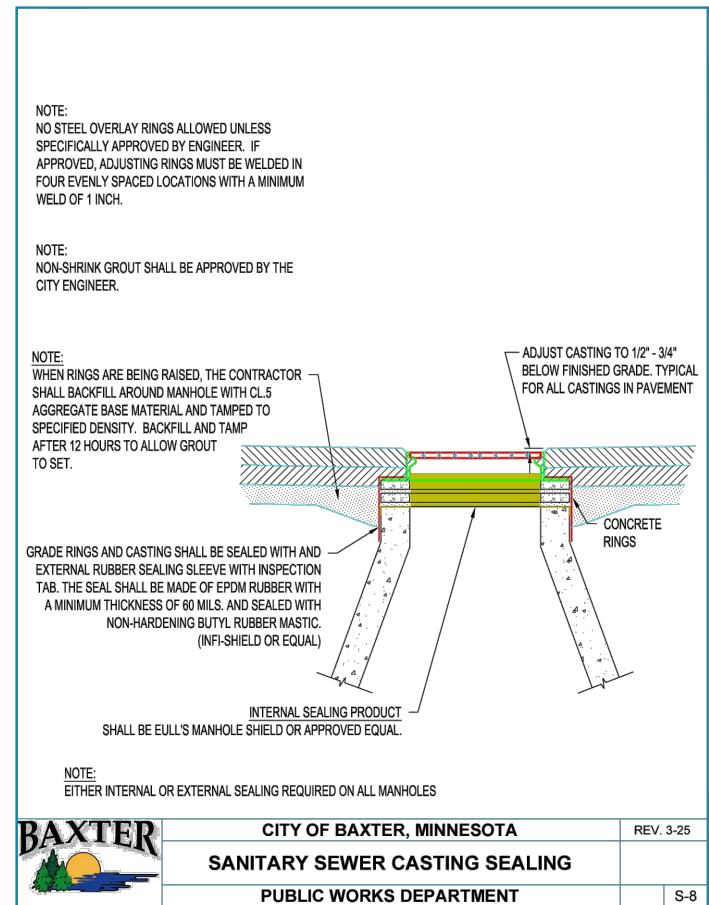 NOTE:
NO STEEL OVERLAY RINGS ALLOWED UNLESS
SPECIFICALLY APPROVED BY ENGINEER. IF
APPROVED, ADJUSTING RINGS MUST BE WELDED IN
FOUR EVENLY SPACED LOCATIONS WITH A MINIMUM
WELD OF 1 INCH.
NOTE:
NON-SHRINK GROUT SHALL BE APPROVED BY THE
CITY ENGINEER.
NOTE:
WHEN RINGS ARE BEING RAISED, THE CONTRACTOR
SHALL BACKFILL AROUND MANHOLE WITH CL.5
AGGREGATE BASE MATERIAL AND TAMPED TO
SPECIFIED DENSITY. BACKFILL AND TAMP
AFTER 12 HOURS TO ALLOW GROUT
TO SET.
ADJUST CASTING TO 1/2" - 3/4"
BELOW FINISHED GRADE. TYPICAL
FOR ALL CASTINGS IN PAVEMENT
CONCRETE
RINGS
GRADE RINGS AND CASTING SHALL BE SEALED WITH AND
EXTERNAL RUBBER SEALING SLEEVE WITH INSPECTION
TAB. THE SEAL SHALL BE MADE OF EPDM RUBBER WITH
A MINIMUM THICKNESS OF 60 MILS. AND SEALED WITH
NON-HARDENING BUTYL RUBBER MASTIC.
(INFI-SHIELD OR EQUAL)
INTERNAL SEALING PRODUCT
SHALL BE EULL'S MANHOLE SHIELD OR APPROVED EQUAL.
NOTE:
EITHER INTERNAL OR EXTERNAL SEALING REQUIRED ON ALL MANHOLES
BAXTER
CITY OF BAXTER, MINNESOTA
REV. 3-25
SANITARY SEWER CASTING SEALING
PUBLIC WORKS DEPARTMENT
S-8